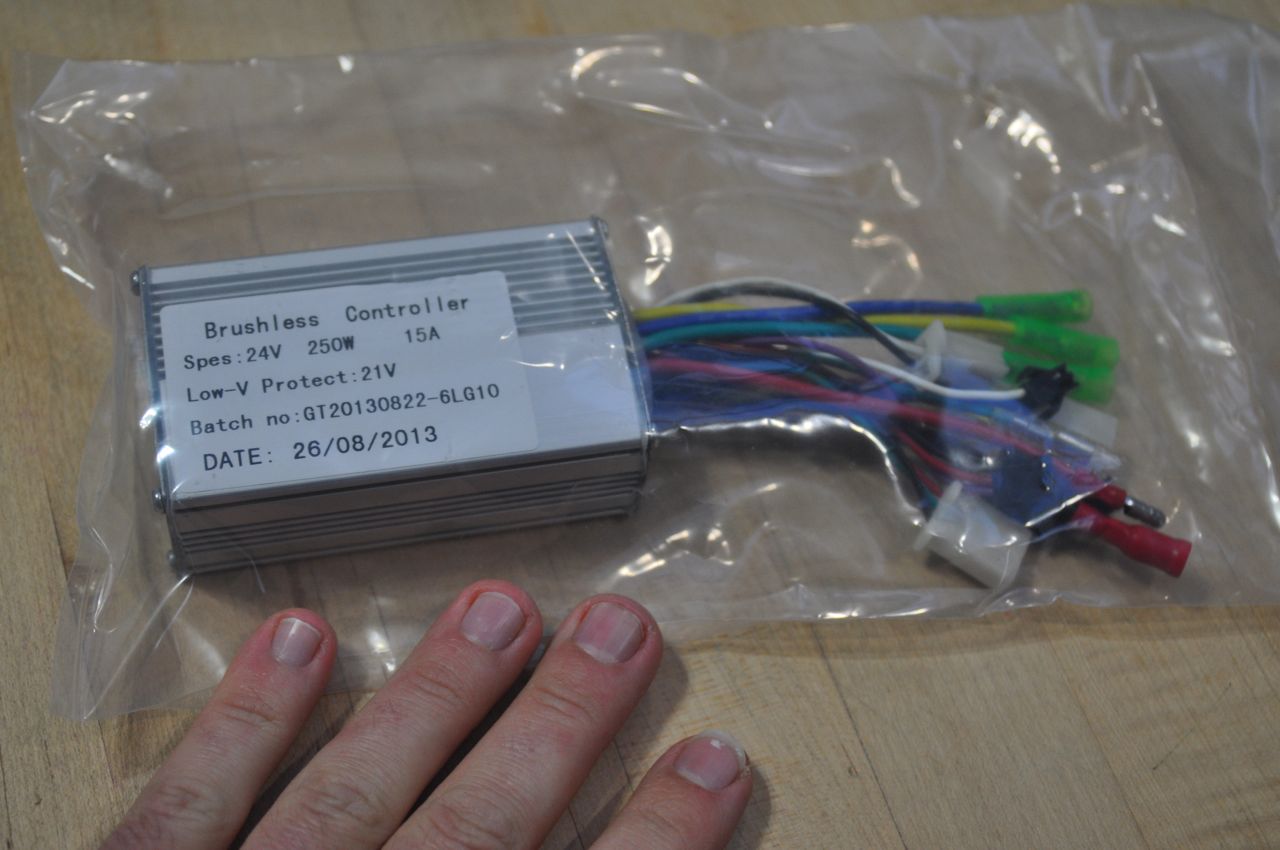 Brushless Controller
Spes:24V 250W 15A
Low-V Protect:21V
Batch no:GT20130822-6LG10
DATE: 26/08/2013